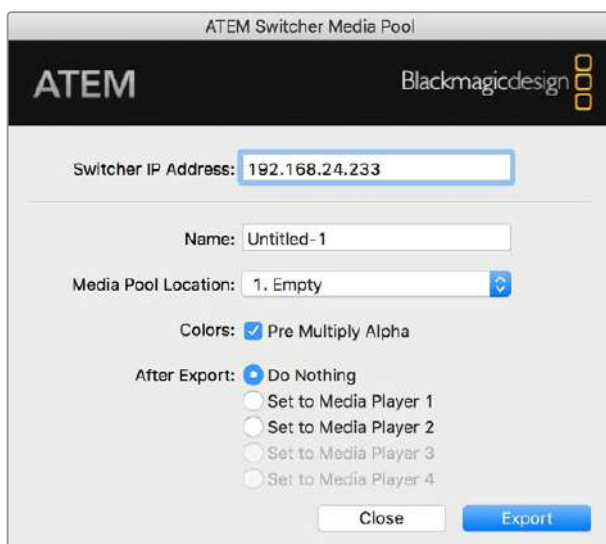 ATEM Switcher Media Pool
ATEM
Blackmagicdesign
Switcher IP Address: 192.168.24.233
Name: Untitled-1
Media Pool Location: 1. Empty
Colors: Pre Multiply Alpha
After Export: Do Nothing
Set to Media Player 1
Set to Media Player 2
Set to Media Player 3
Set to Media Player 4
Close Export